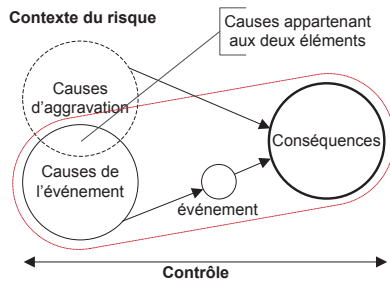 Contexte du risque
Causes appartenant
aux deux éléments
Causes
d'aggravation
Causes de
l'événement
événement
Conséquences
Contrôle